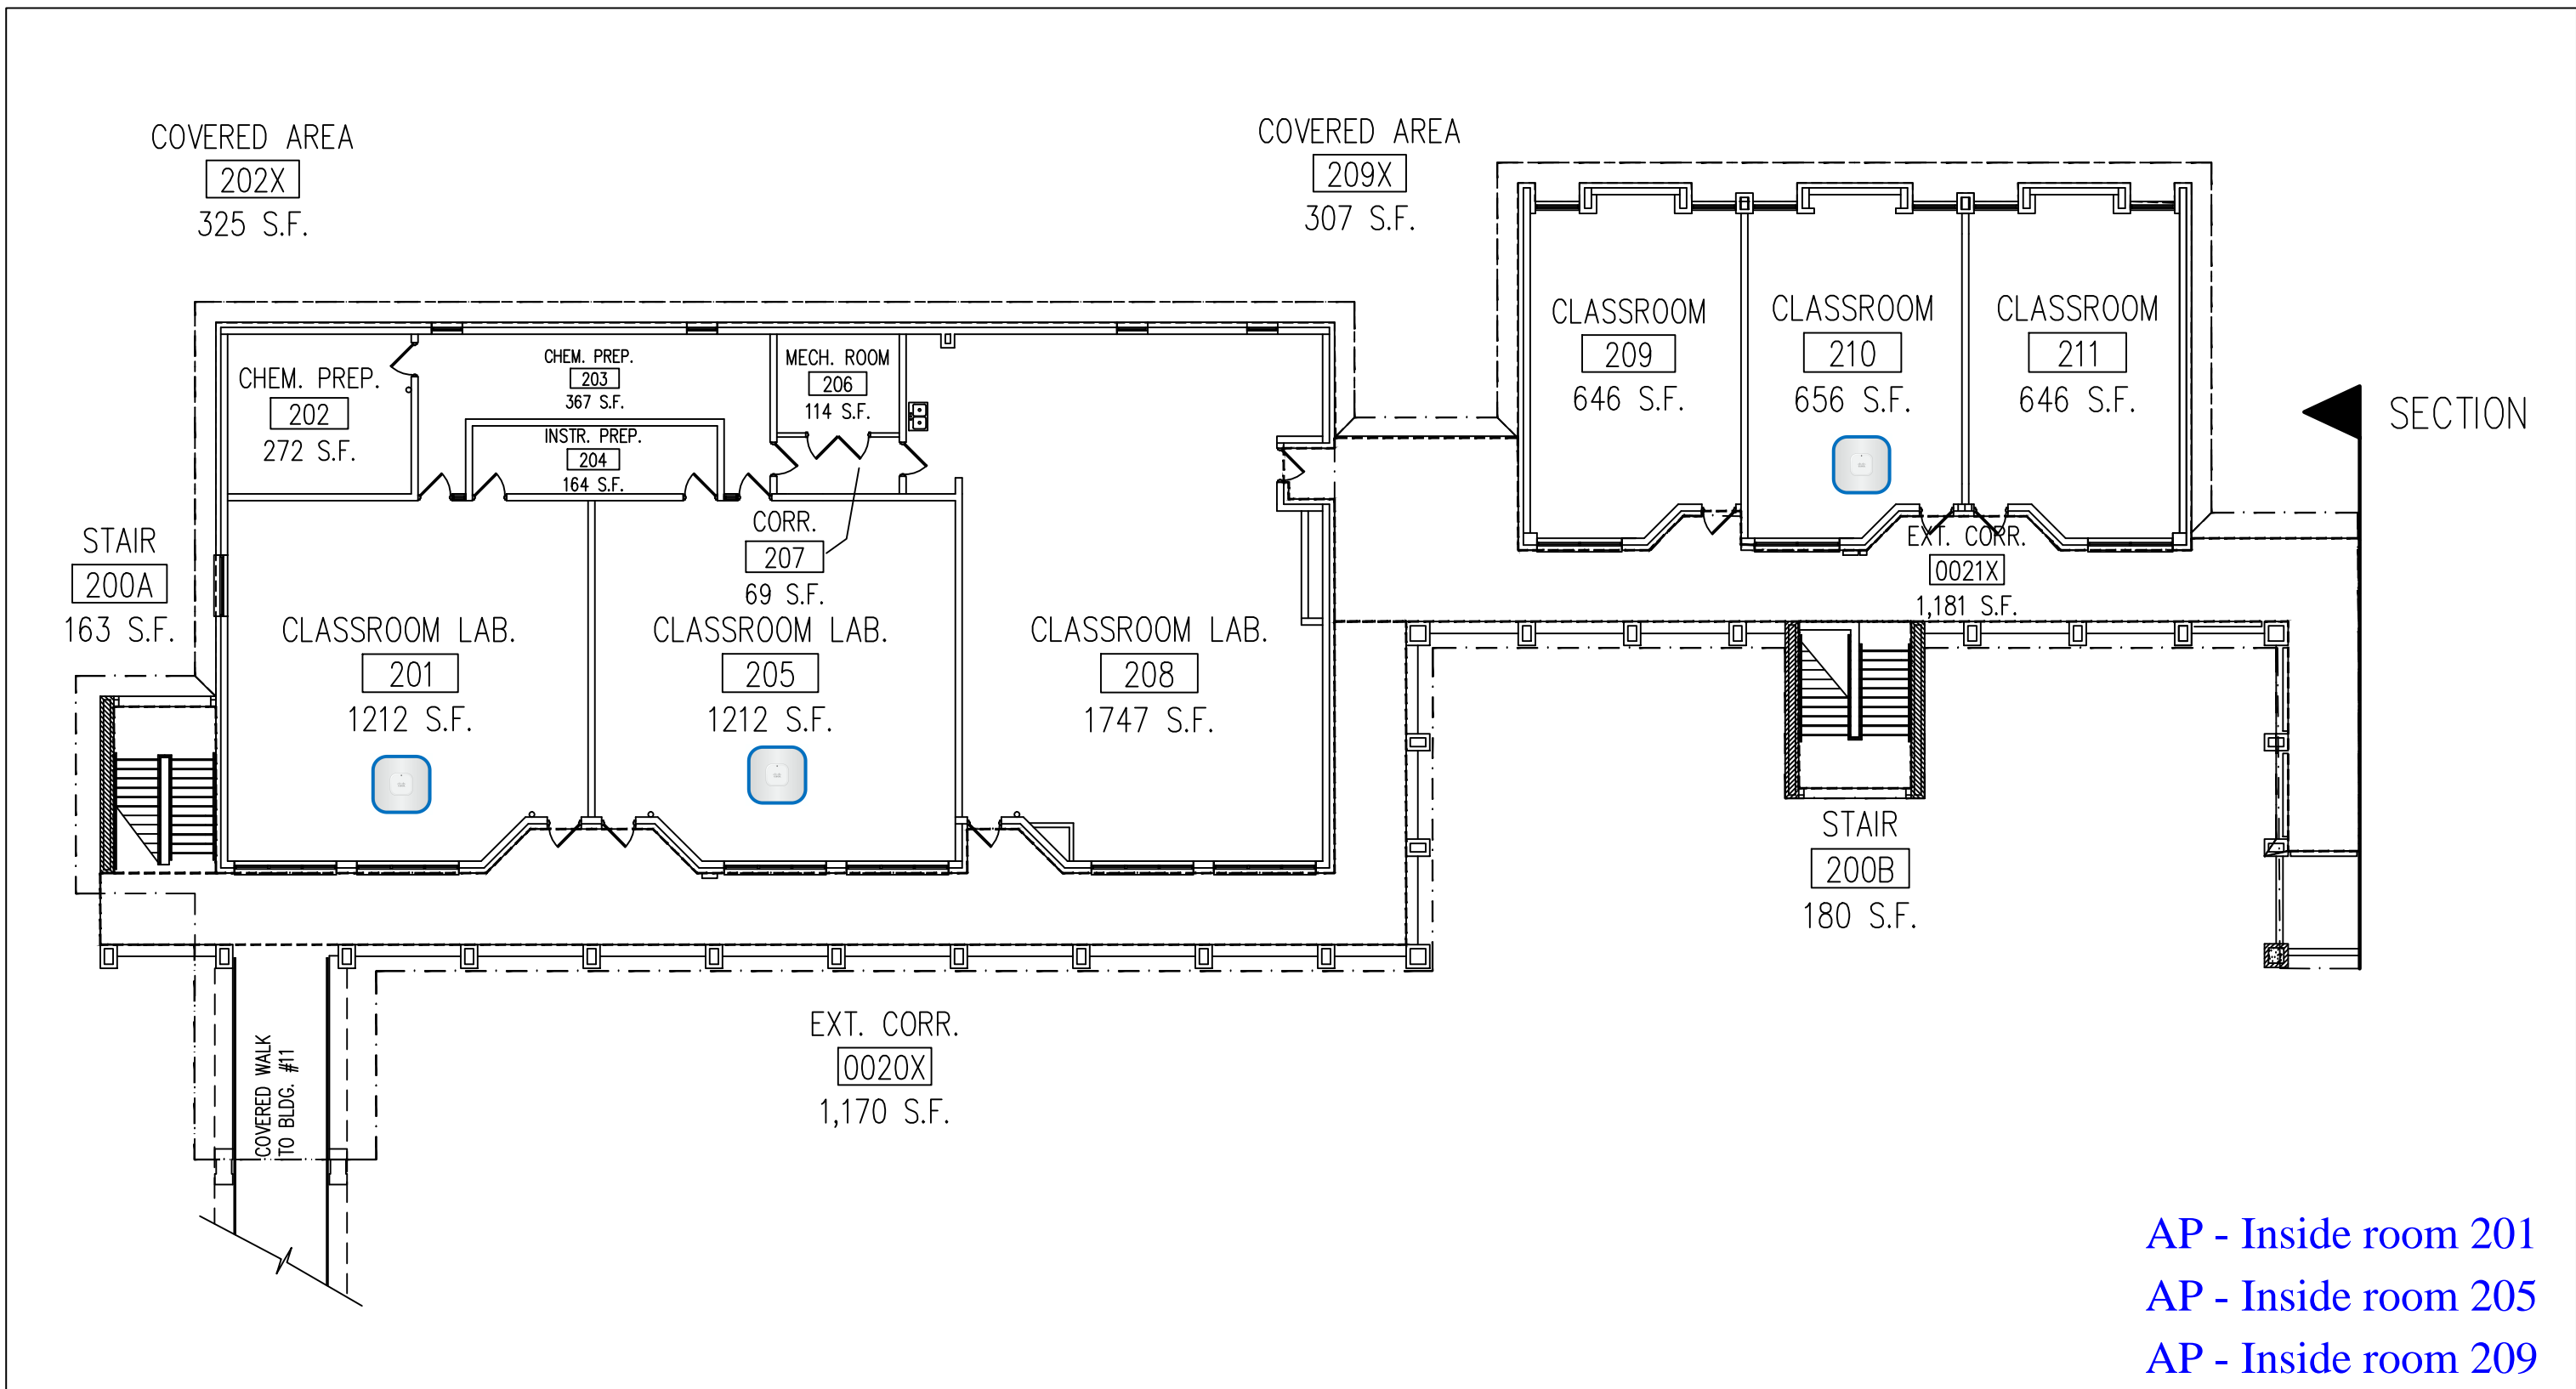 COVERED AREA
202X
325 S.F.
COVERED AREA
209X
307 S.F.
CLASSROOM
209
646 S.F.
CLASSROOM
210
656 S.F.
CLASSROOM
211
646 S.F.
SECTION
CHEM. PREP.
202
272 S.F.
CHEM. PREP.
203
367 S.F.
INSTR. PREP.
204
164 S.F.
MECH. ROOM
206
114 S.F.
CORR.
207
69 S.F.
STAIR
200A
163 S.F.
CLASSROOM LAB.
201
1212 S.F.
CLASSROOM LAB.
205
1212 S.F.
CLASSROOM LAB.
208
1747 S.F.
EXT. CORR.
0021X
1,181 S.F.
STAIR
200B
180 S.F.
EXT. CORR.
0020X
1,170 S.F.
COVERED WALK
TO BLDG. #11
AP - Inside room 201
AP - Inside room 205
AP - Inside room 209